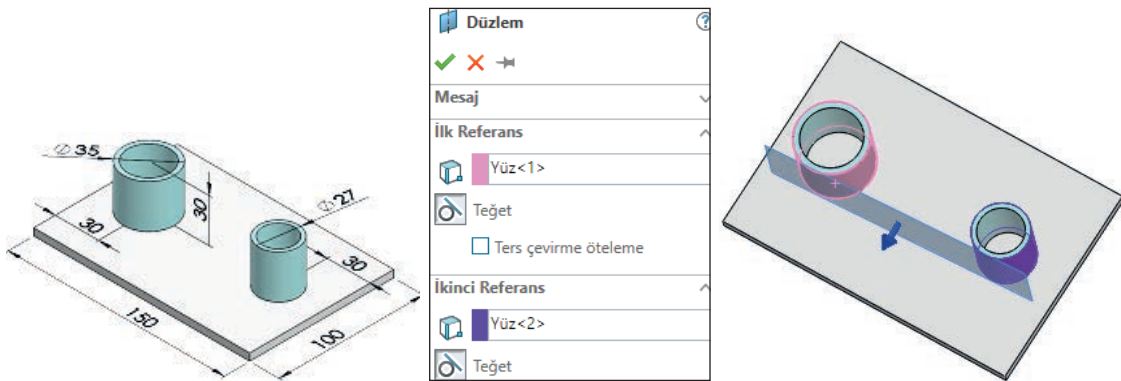 ⌀ 35
30
30
⌀ 27
30
150
100
Düzlem
Mesaj
İlk Referans
Yüz<1>
Teğet
Ters çevirme öteleme
İkinci Referans
Yüz<2>
Teğet